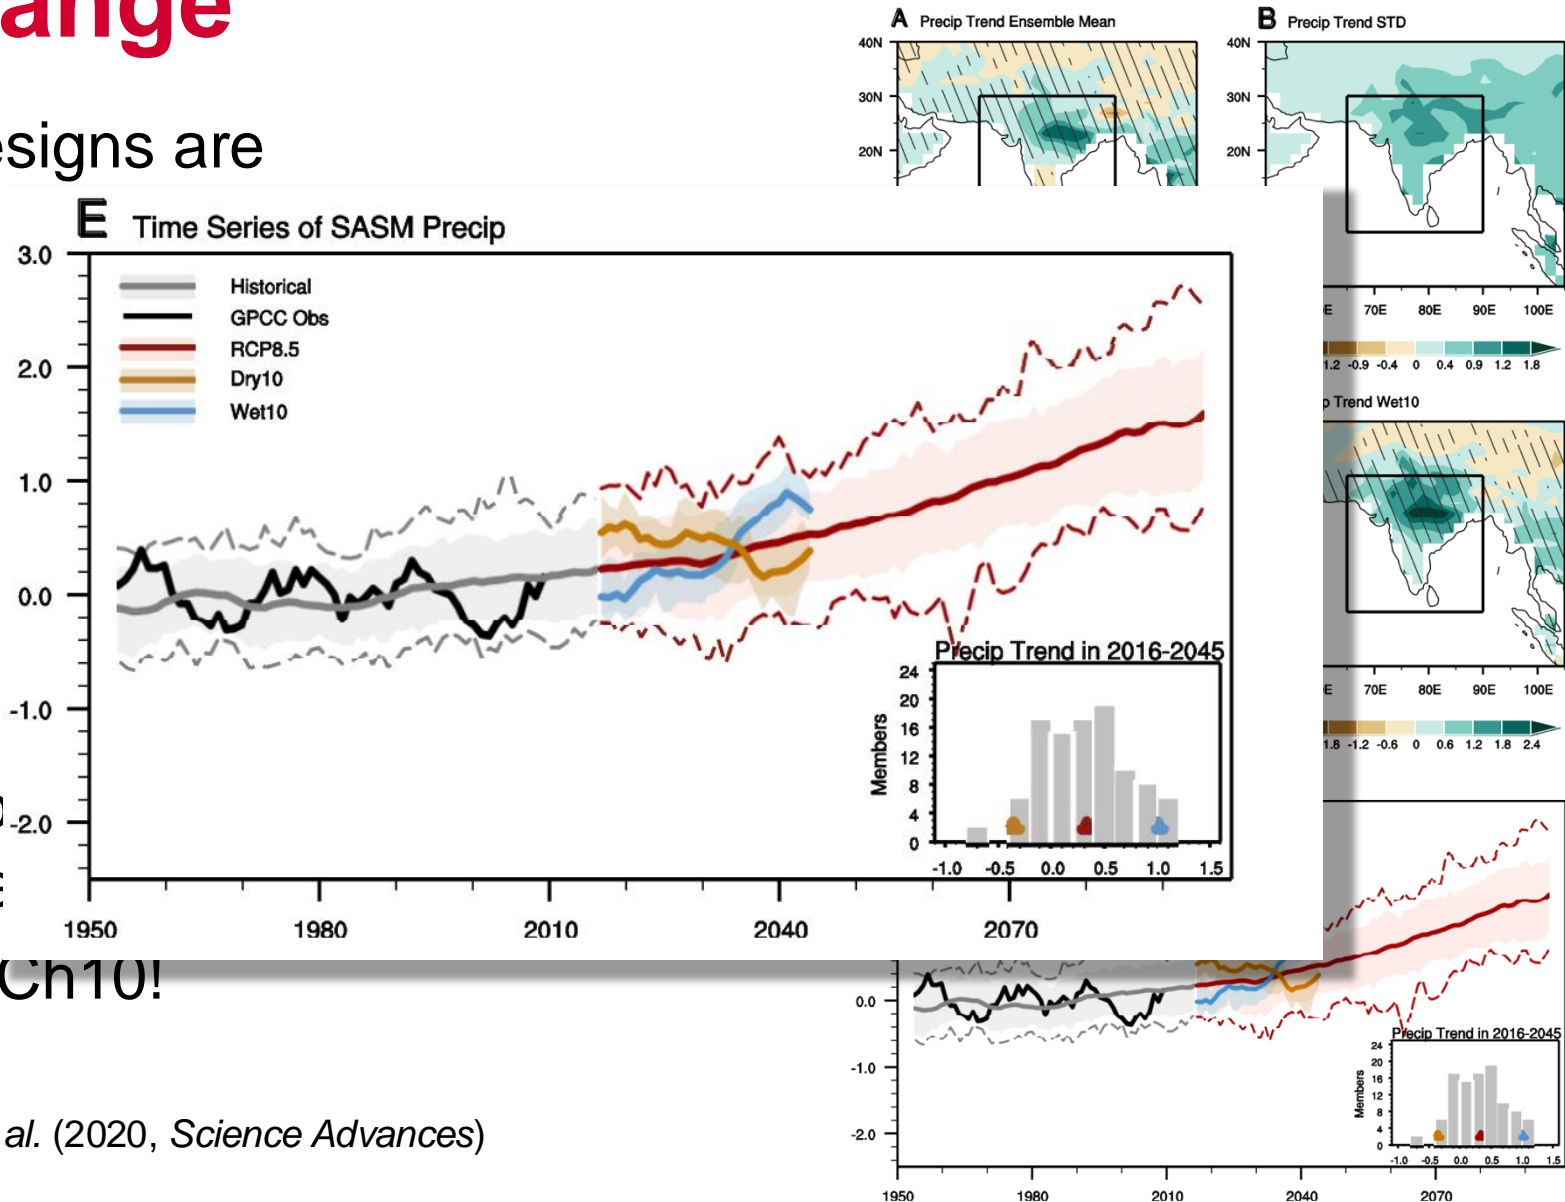 ange
esigns are
Ch10!
al. (2020, Science Advances)
A Precip Trend Ensemble Mean
40N
30N
20N
B Precip Trend STD
40N
30N
20N
70E 80E 90E 100E
1.2 -0.9 -0.4 0 0.4 0.9 1.2 1.8
p Trend Wet10
70E 80E 90E 100E
1.8 -1.2 -0.6 0 0.6 1.2 1.8 2.4
E Time Series of SASM Precip
3.0
2.0
1.0
0.0
-1.0
-2.0
Historical
GPCC Obs
RCP8.5
Dry10
Wet10
1950 1980 2010 2040 2070
Precip Trend in 2016-2045
Members
24
20
16
12
8
4
0
-1.0 -0.5 0.0 0.5 1.0 1.5
0.0
-1.0
-2.0
1950 1980 2010 2040 2070
Precip Trend in 2016-2045
Members
24
20
16
12
8
4
0
-1.0 -0.5 0.0 0.5 1.0 1.5